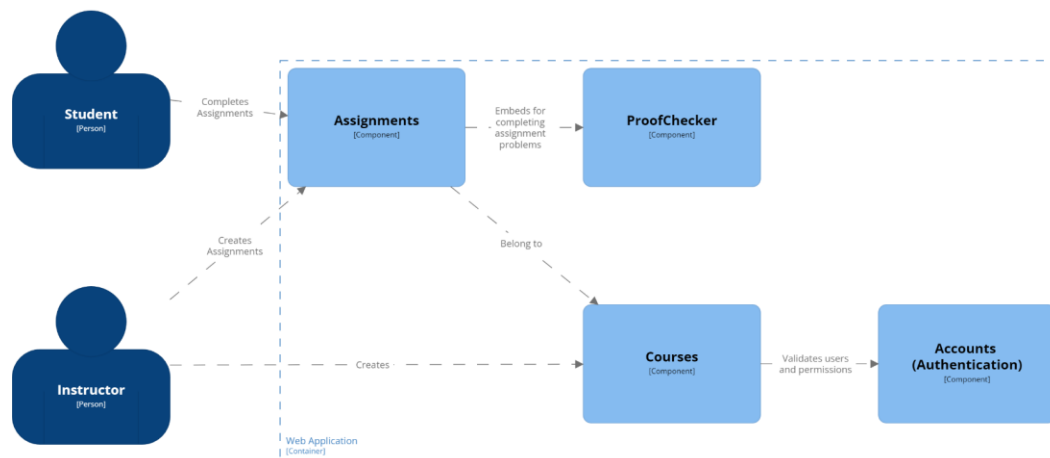 Student
[Person]
Completes
Assignments
Assignments
[Component]
Embeds for
completing
assignment
problems
ProofChecker
[Component]
Creates
Assignments
Belong to
Instructor
[Person]
Creates
Courses
[Component]
Validates users
and permissions
Accounts
(Authentication)
[Component]
Web Application
[Container]